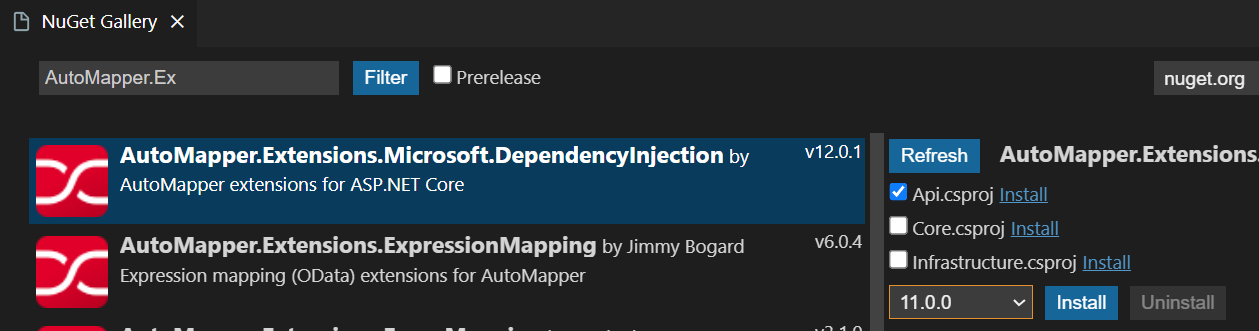 NuGet Gallery
AutoMapper.Ex Filter Prerelease nuget.org
AutoMapper.Extensions.Microsoft.DependencyInjection by v12.0.1
AutoMapper extensions for ASP.NET Core
AutoMapper.Extensions.ExpressionMapping by Jimmy Bogard v6.0.4
Expression mapping (OData) extensions for AutoMapper
Refresh AutoMapper.Extensions.
Api.csproj Install
Core.csproj Install
Infrastructure.csproj Install
11.0.0 Install Uninstall